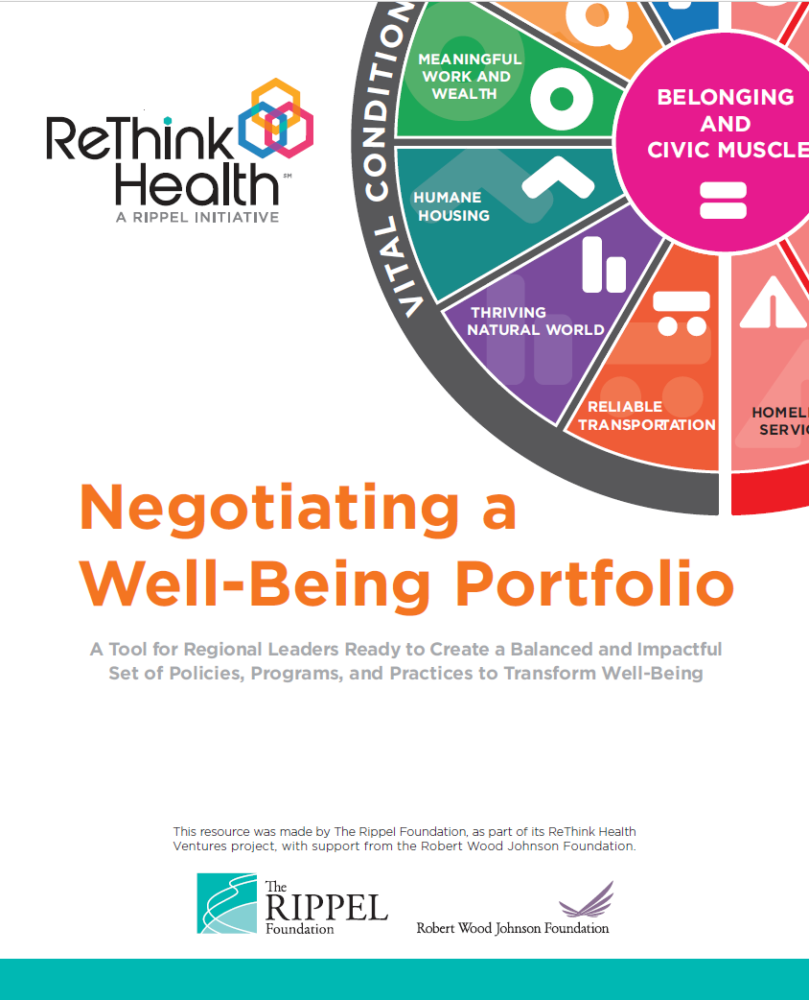 VITAL CONDITION
MEANINGFUL
WORK AND
WEALTH
BELONGING
AND
CIVIC MUSCLE
HUMANE
HOUSING
THRIVING
NATURAL WORLD
RELIABLE
TRANSPORTATION
ReThink
Health℠
A RIPPEL INITIATIVE
Negotiating a
Well-Being Portfolio
A Tool for Regional Leaders Ready to Create a Balanced and Impactful
Set of Policies, Programs, and Practices to Transform Well-Being
This resource was made by The Rippel Foundation, as part of its ReThink Health
Ventures project, with support from the Robert Wood Johnson Foundation.
The
RIPPEL
Foundation
Robert Wood Johnson Foundation